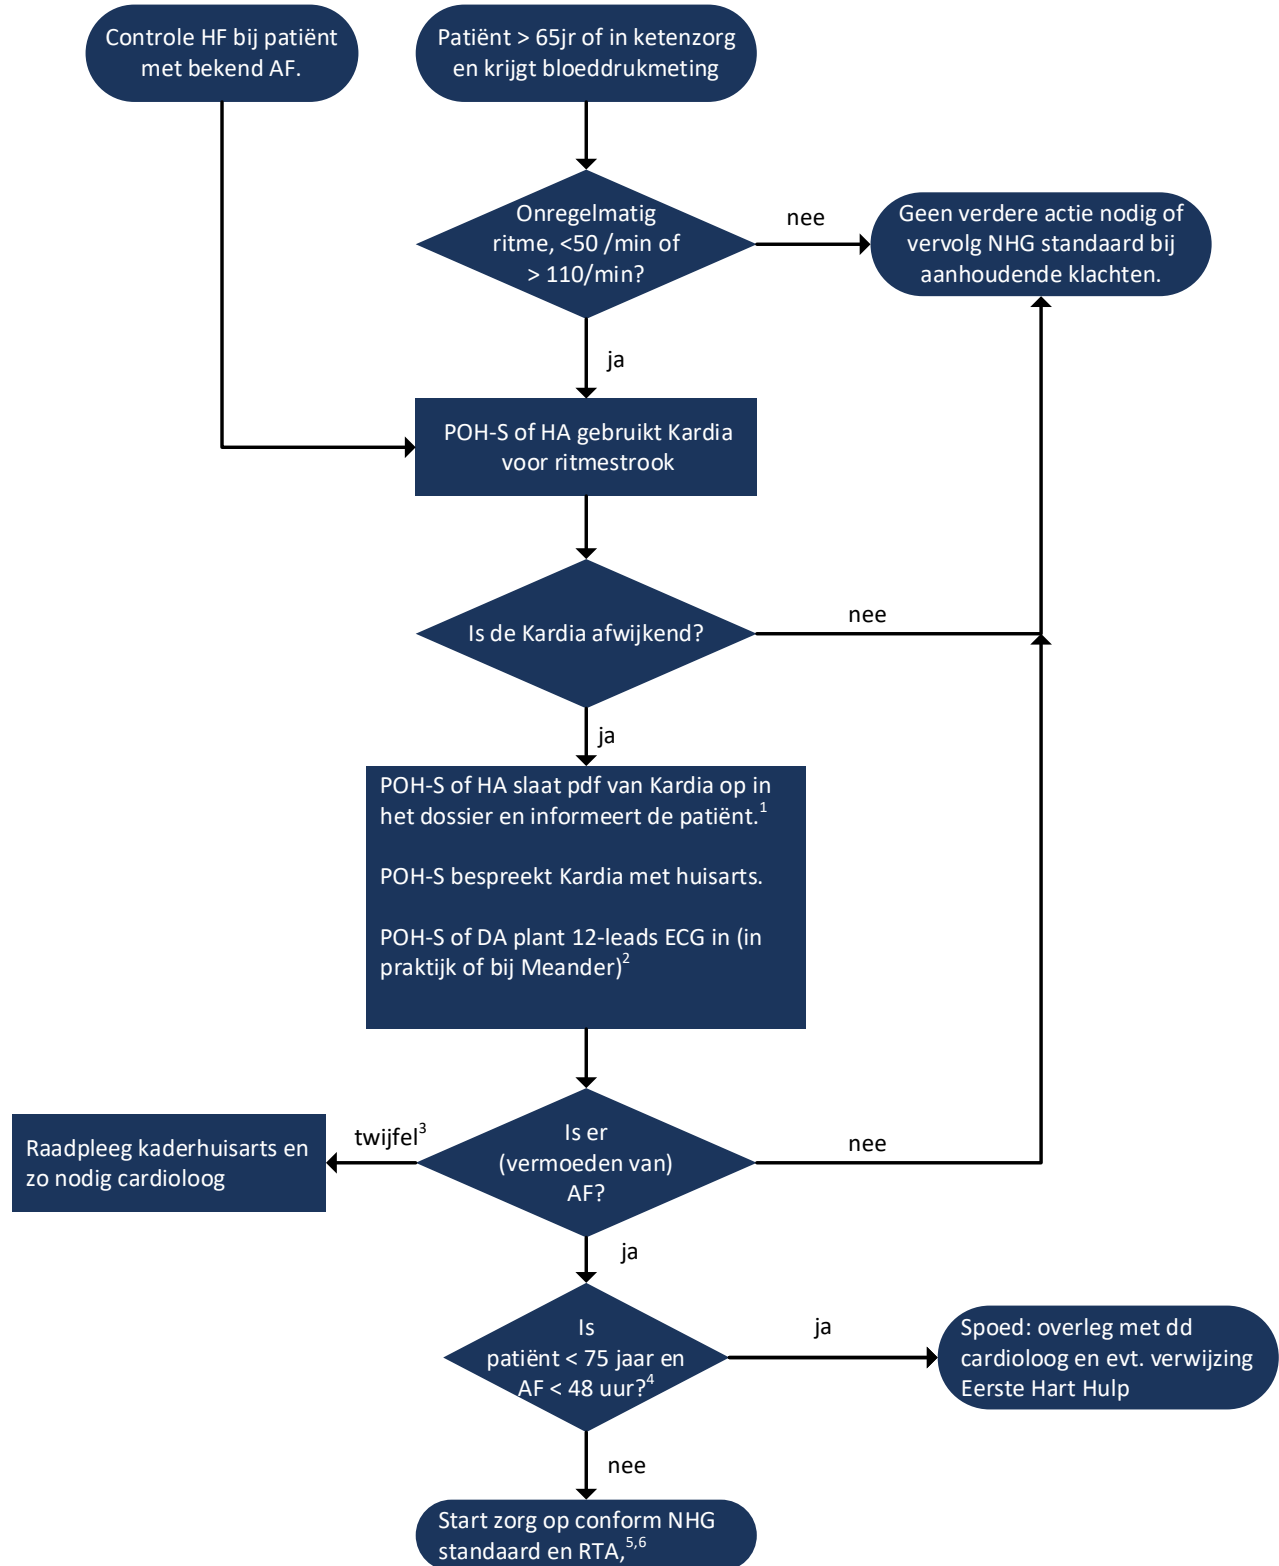 Controle HF bij patiënt
met bekend AF.
Patiënt > 65jr of in ketenzorg
en krijgt bloeddrukmeting
Onregelmatig
ritme, <50 /min of
> 110/min?
nee
Geen verdere actie nodig of
vervolg NHG standaard bij
aanhoudende klachten.
ja
POH-S of HA gebruikt Kardia
voor ritmestrook
Is de Kardia afwijkend?
nee
ja
POH-S of HA slaat pdf van Kardia op in
het dossier en informeert de patiënt.1
POH-S bespreekt Kardia met huisarts.
POH-S of DA plant 12-leads ECG in (in
praktijk of bij Meander)2
Is er
(vermoeden van)
AF?
twijfel3
Raadpleeg kaderhuisarts en
zo nodig cardioloog
nee
ja
Is
patiënt < 75 jaar en
AF < 48 uur?4
ja
Spoed: overleg met dd
cardioloog en evt. verwijzing
Eerste Hart Hulp
nee
Start zorg op conform NHG
standaard en RTA,5,6